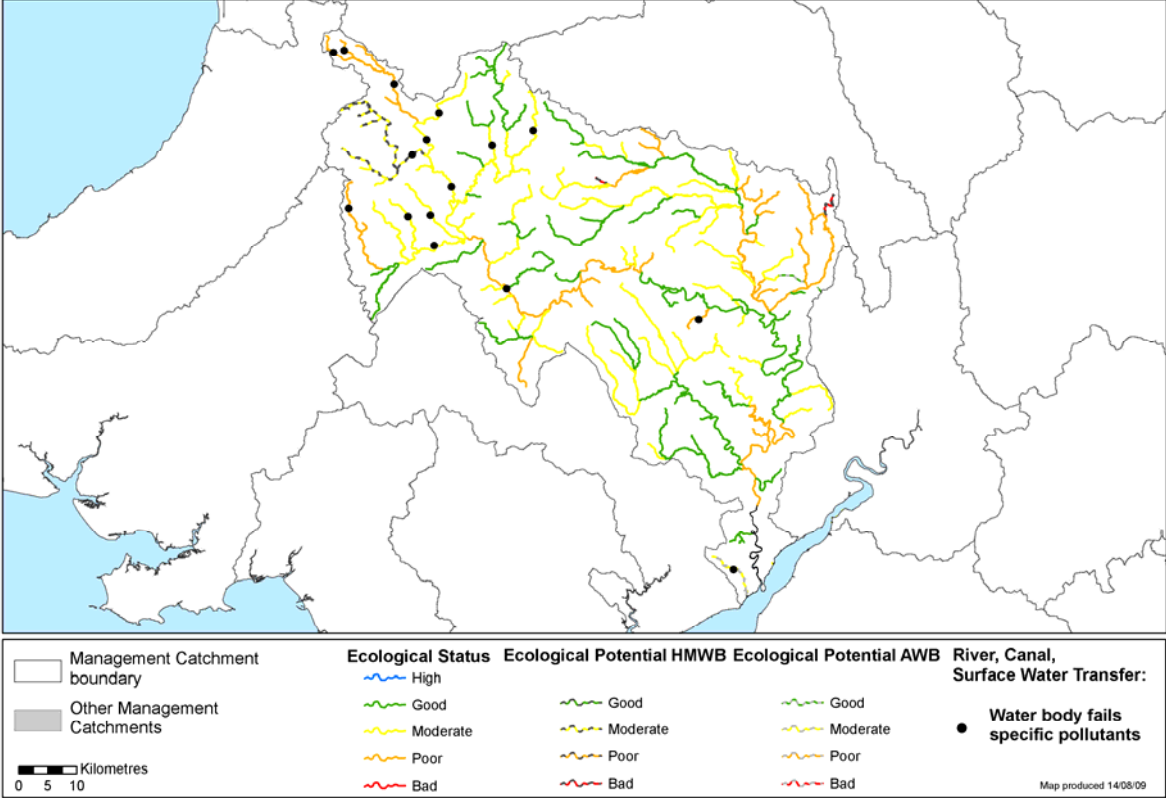 Management Catchment
boundary
Other Management
Catchments
Kilometres
0 5 10
Ecological Status
High
Good
Moderate
Poor
Bad
Ecological Potential HMWB
Good
Moderate
Poor
Bad
Ecological Potential AWB
Good
Moderate
Poor
Bad
River, Canal,
Surface Water Transfer:
Water body fails
specific pollutants
Map produced 14/08/09